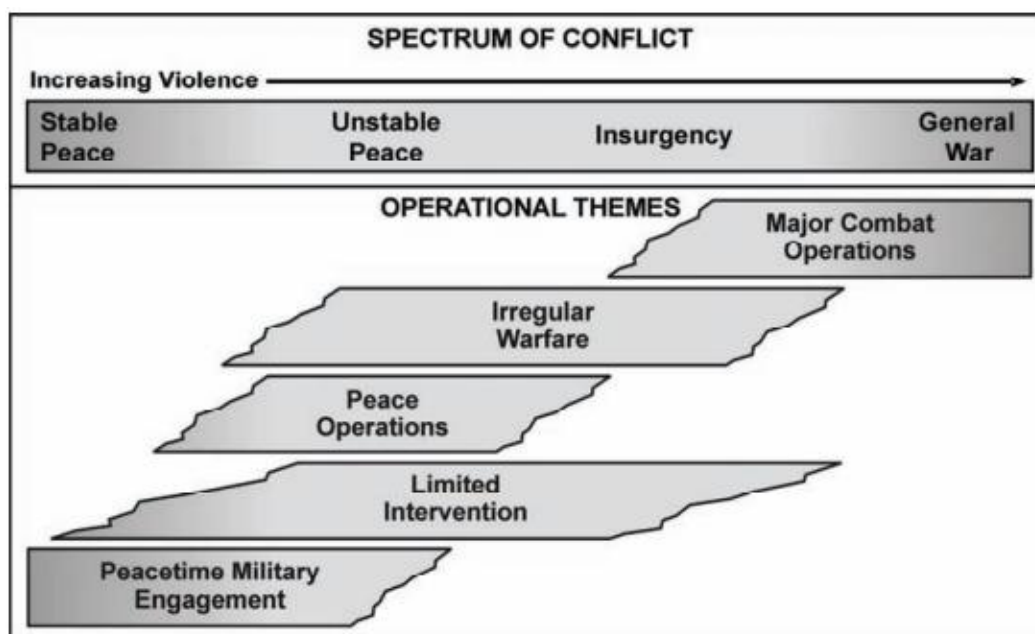 SPECTRUM OF CONFLICT
Increasing Violence
Stable
Peace
Unstable
Peace
Insurgency
General
War
OPERATIONAL THEMES
Major Combat
Operations
Irregular
Warfare
Peace
Operations
Limited
Intervention
Peacetime Military
Engagement